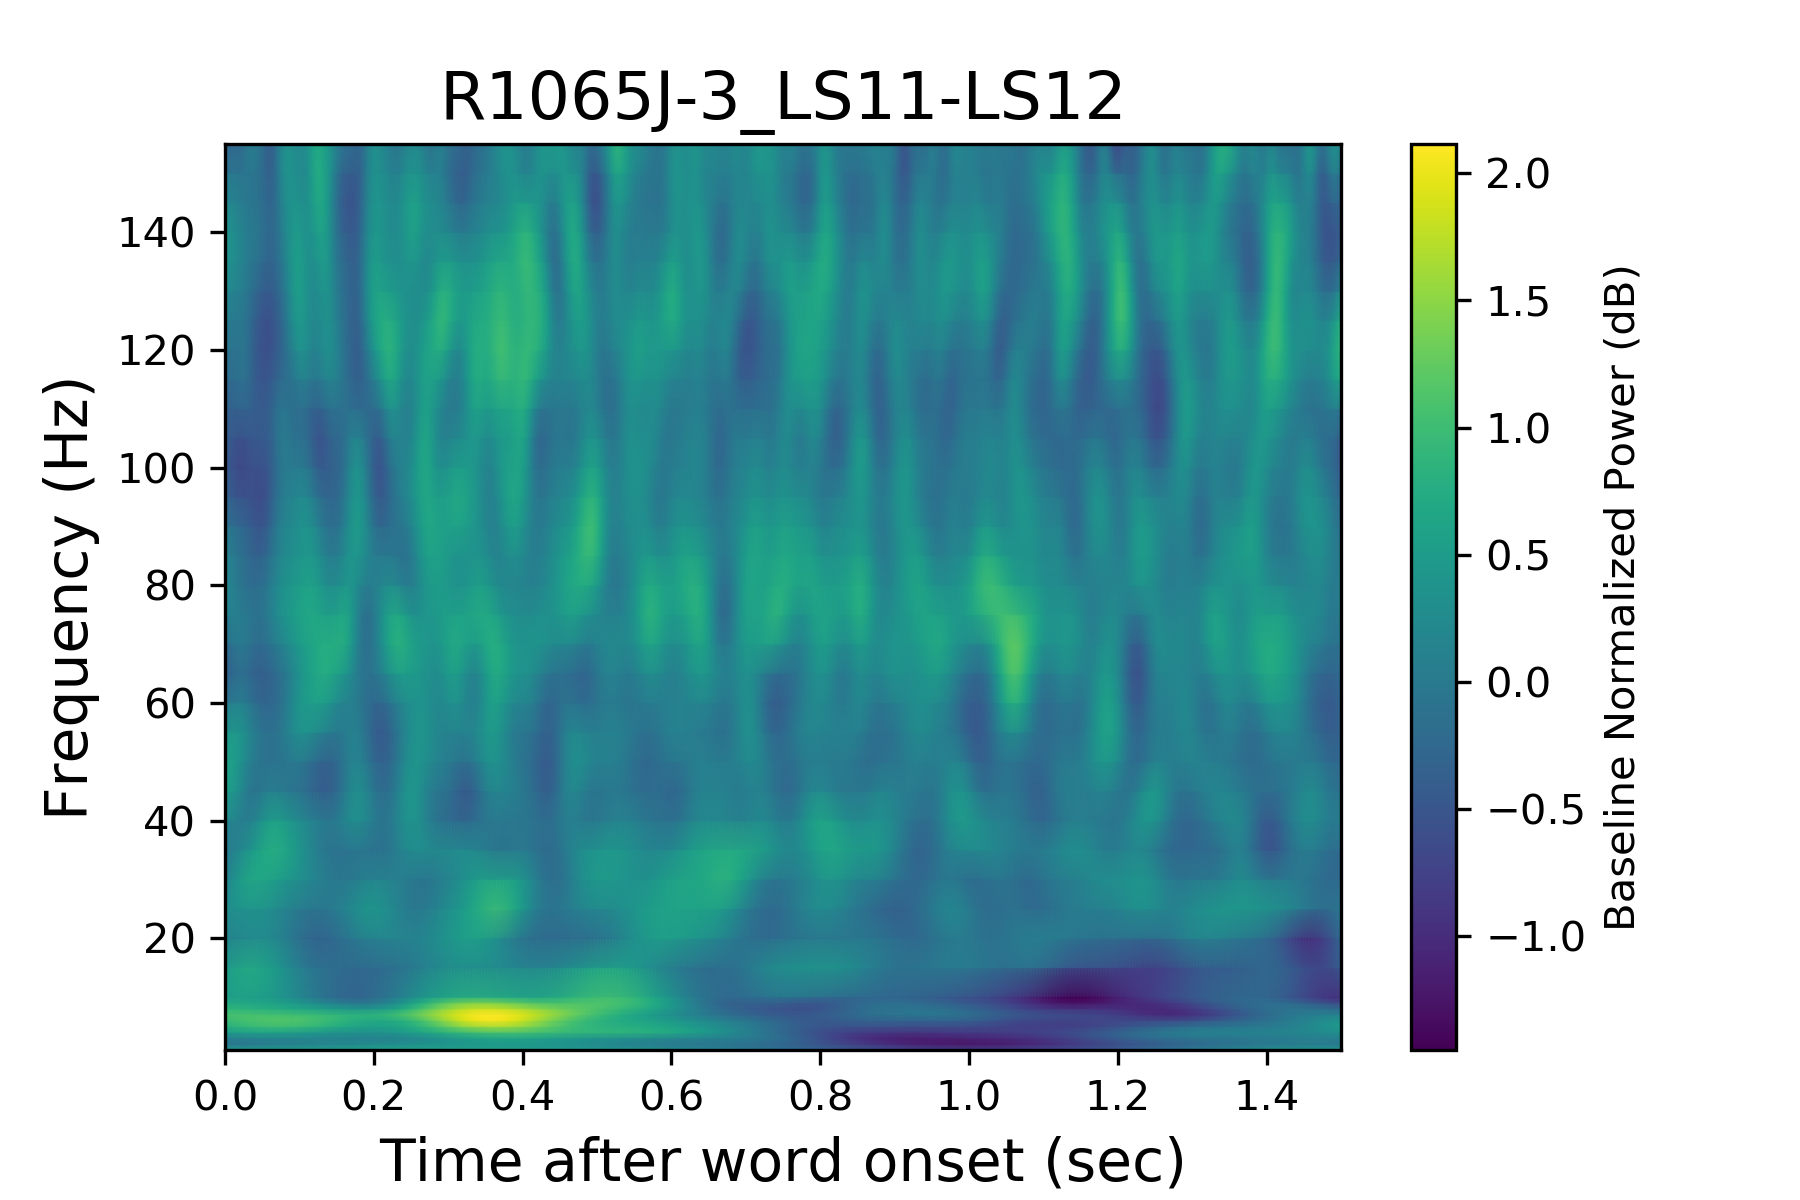 R1065J-3_LS11-LS12
Frequency (Hz)
140
120
100
80
60
40
20
0.0 0.2 0.4 0.6 0.8 1.0 1.2 1.4
Time after word onset (sec)
2.0
1.5
1.0
0.5
0.0
−0.5
−1.0
Baseline Normalized Power (dB)